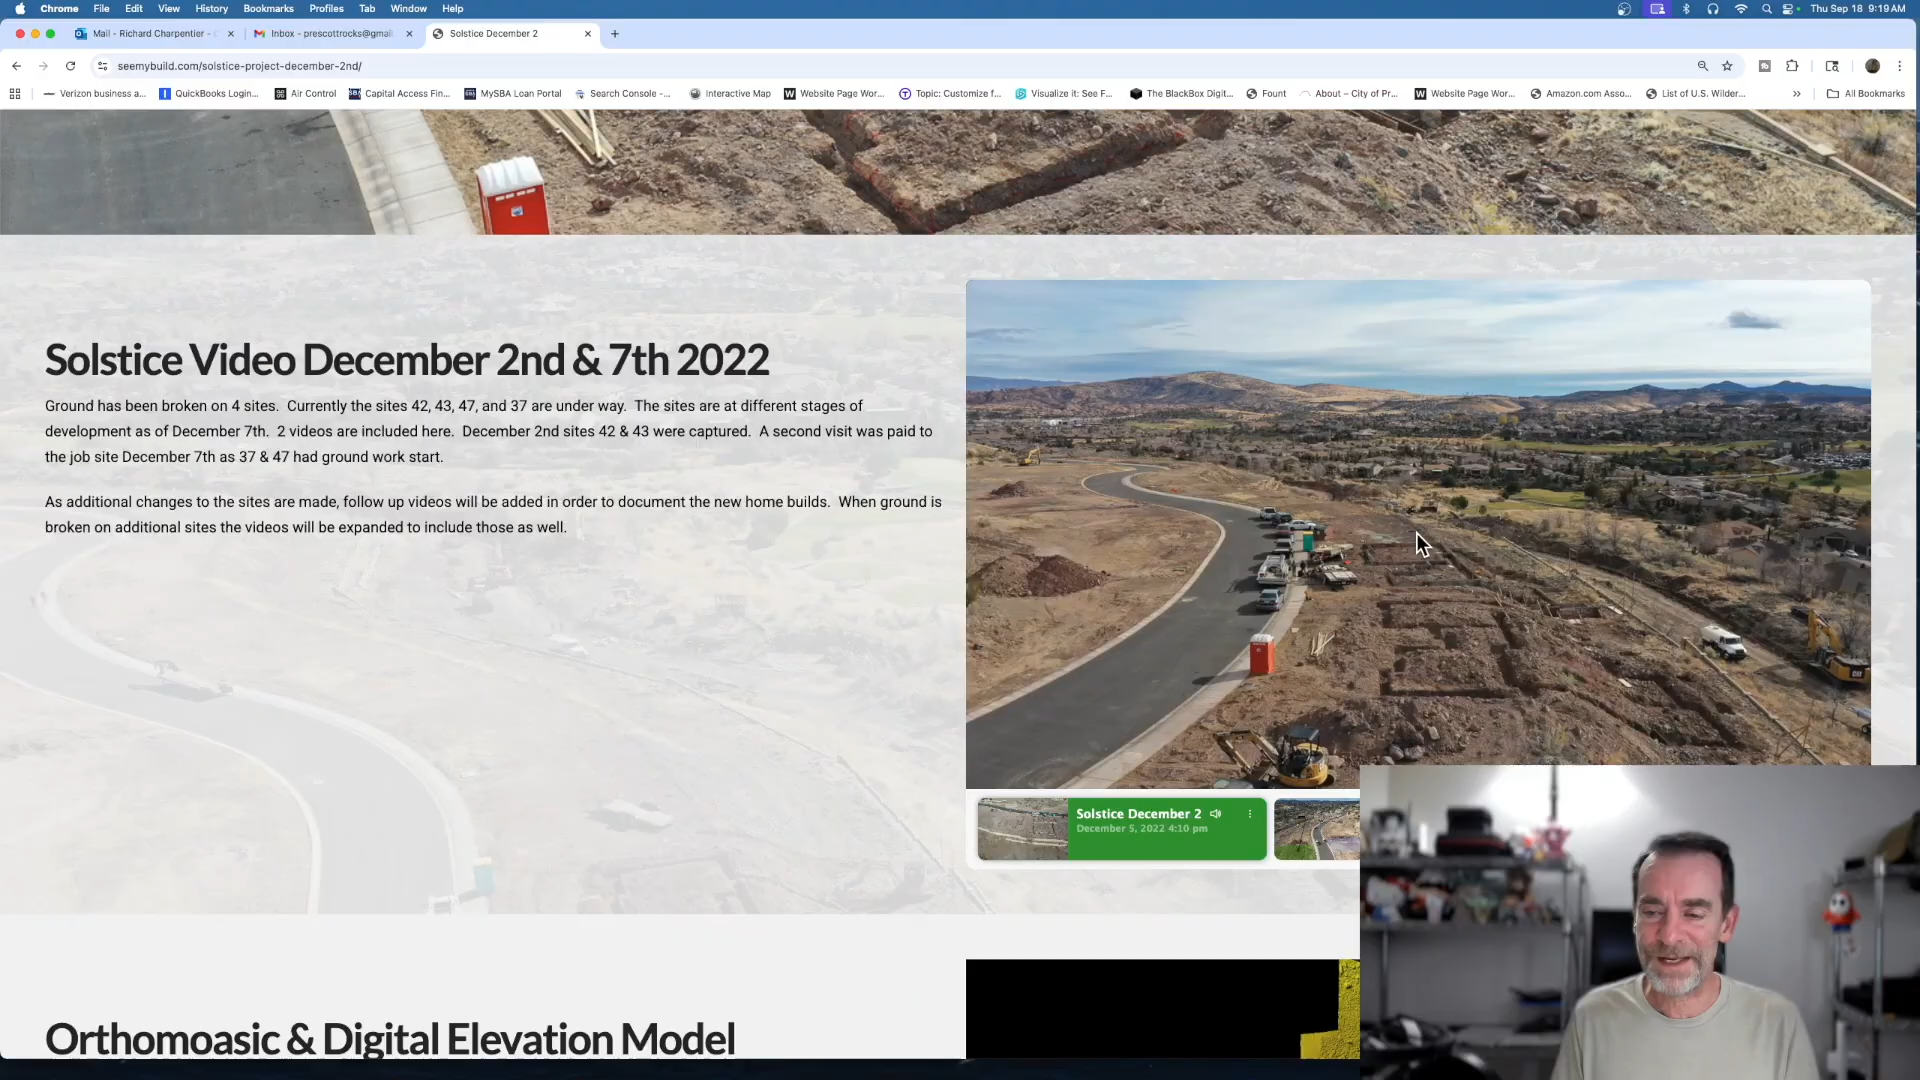 Chrome File Edit View History Bookmarks Profiles Tab Window Help Thu Sep 18 9:19 AM
Mail - Richard Charpentier - Inbox - prescottrocks@gmai Solstice December 2
seemybuild.com/solstice-project-december-2nd/
Verizon business a... QuickBooks Login... Air Control Capital Access Fin... MySBA Loan Portal Search Console -... Interactive Map Website Page Wor... Topic: Customize f... Visualize it: See F... The BlackBox Digit... Fount About – City of Pr... Website Page Wor... Amazon.com Asso... List of U.S. Wilder... All Bookmarks
Solstice Video December 2nd & 7th 2022
Ground has been broken on 4 sites. Currently the sites 42, 43, 47, and 37 are under way. The sites are at different stages of
development as of December 7th. 2 videos are included here. December 2nd sites 42 & 43 were captured. A second visit was paid to
the job site December 7th as 37 & 47 had ground work start.
As additional changes to the sites are made, follow up videos will be added in order to document the new home builds. When ground is
broken on additional sites the videos will be expanded to include those as well.
Solstice December 2
December 5, 2022 4:10 pm
Orthomoasic & Digital Elevation Model